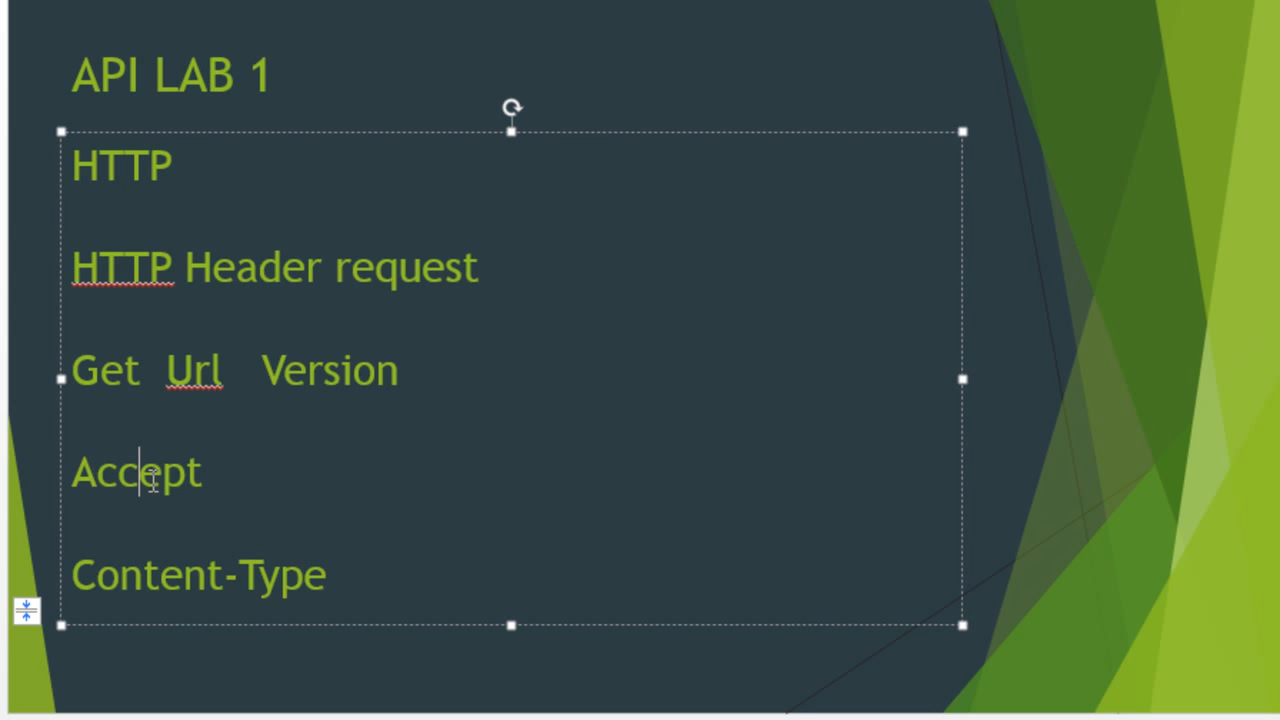 API LAB 1
HTTP
HTTP Header request
Get Url Version
Accept
Content-Type